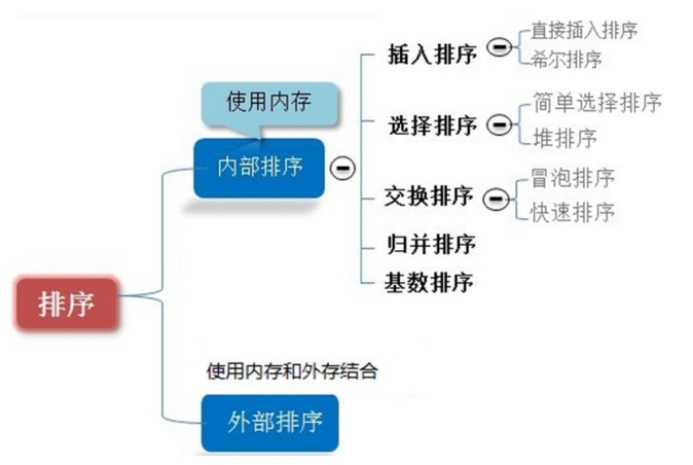 直接插入排序
插入排序
希尔排序
使用内存
简单选择排序
选择排序
堆排序
内部排序
冒泡排序
交换排序
快速排序
归并排序
基数排序
排序
使用内存和外存结合
外部排序